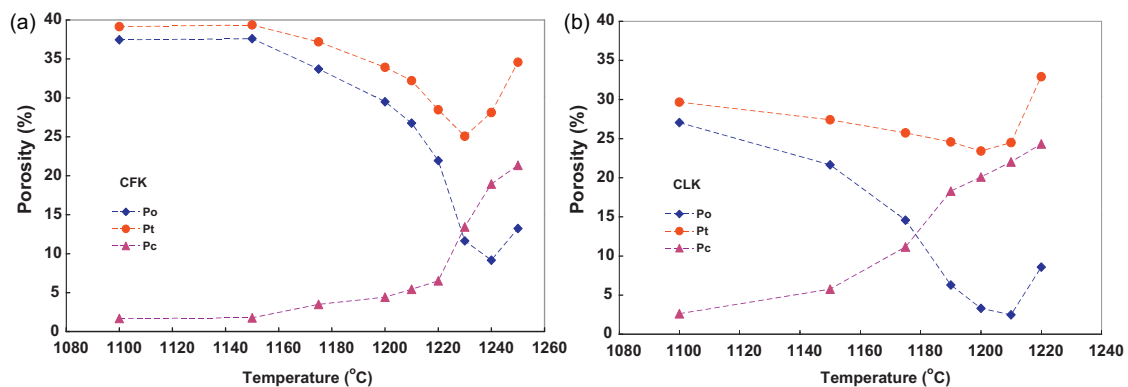 (a)
40
35
30
25
20
15
10
5
0
Porosity (%)
CFK
Po
Pt
Pc
1080 1100 1120 1140 1160 1180 1200 1220 1240 1260
Temperature (°C)
(b)
40
35
30
25
20
15
10
5
0
Porosity (%)
CLK
Po
Pt
Pc
1080 1100 1120 1140 1160 1180 1200 1220 1240
Temperature (°C)